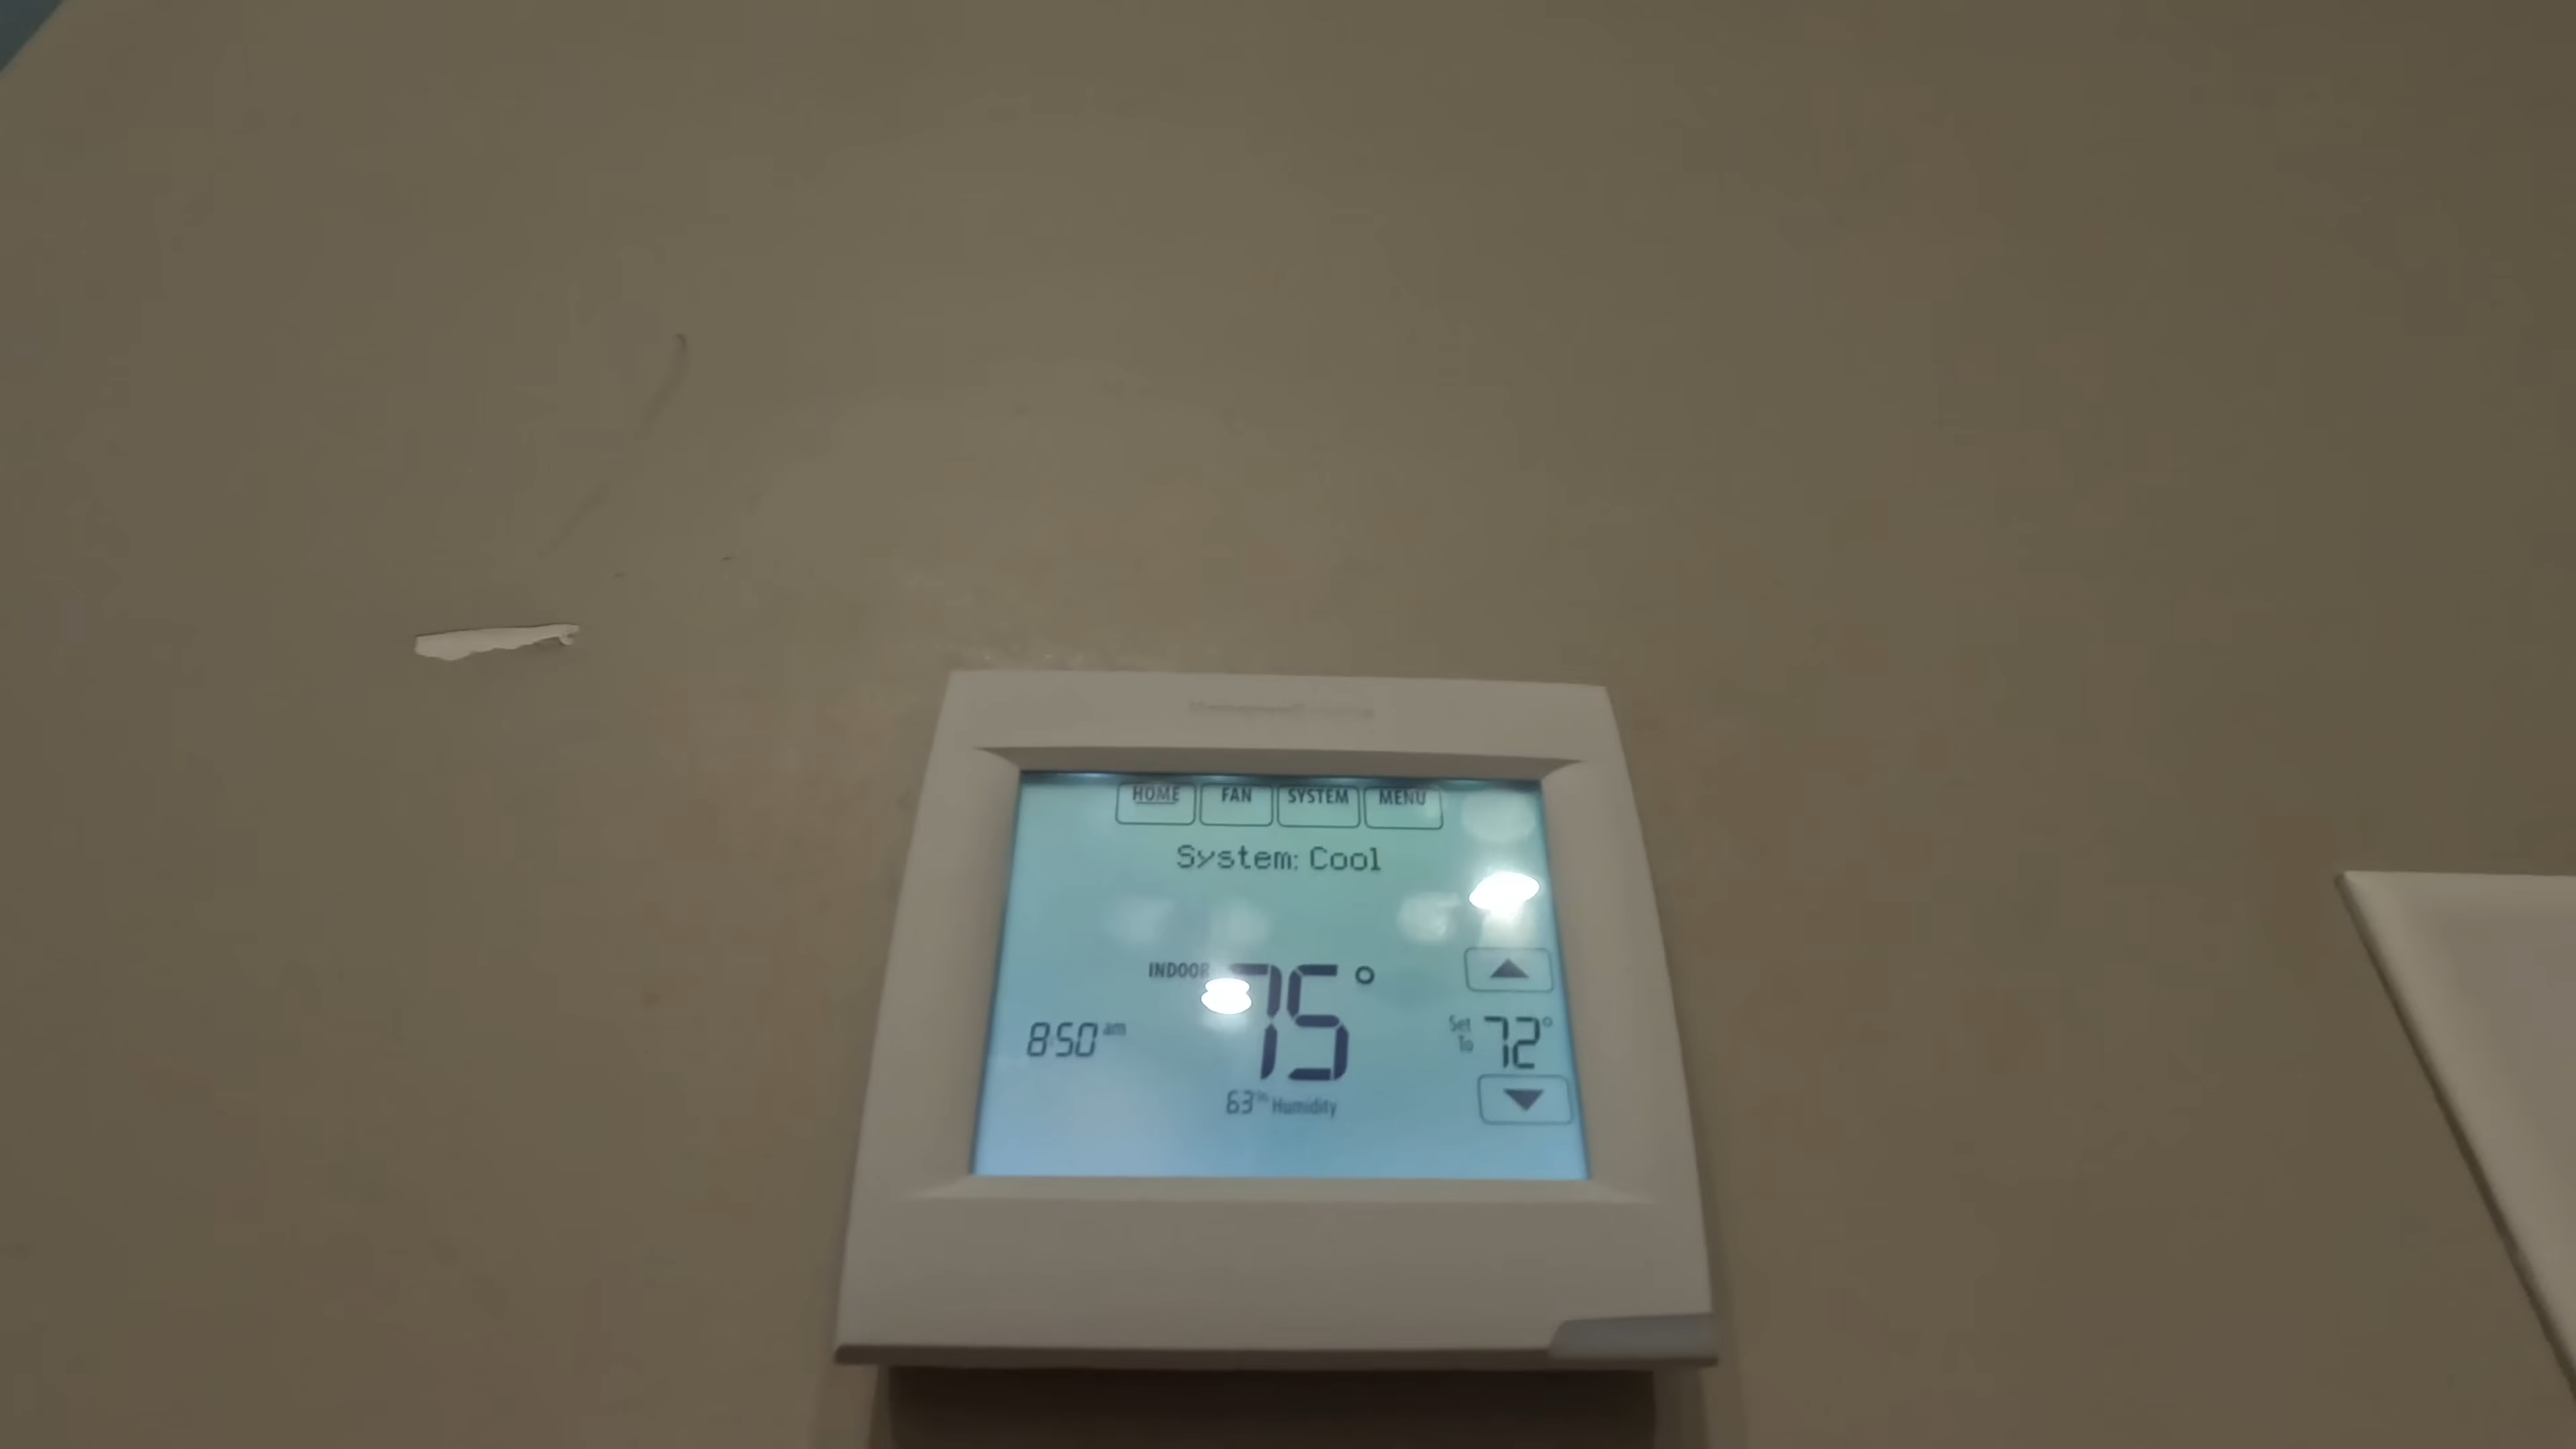 HOME FAN SYSTEM MENU
System: Cool
INDOOR 75°
8:50 am
Set To 72°
63% Humidity